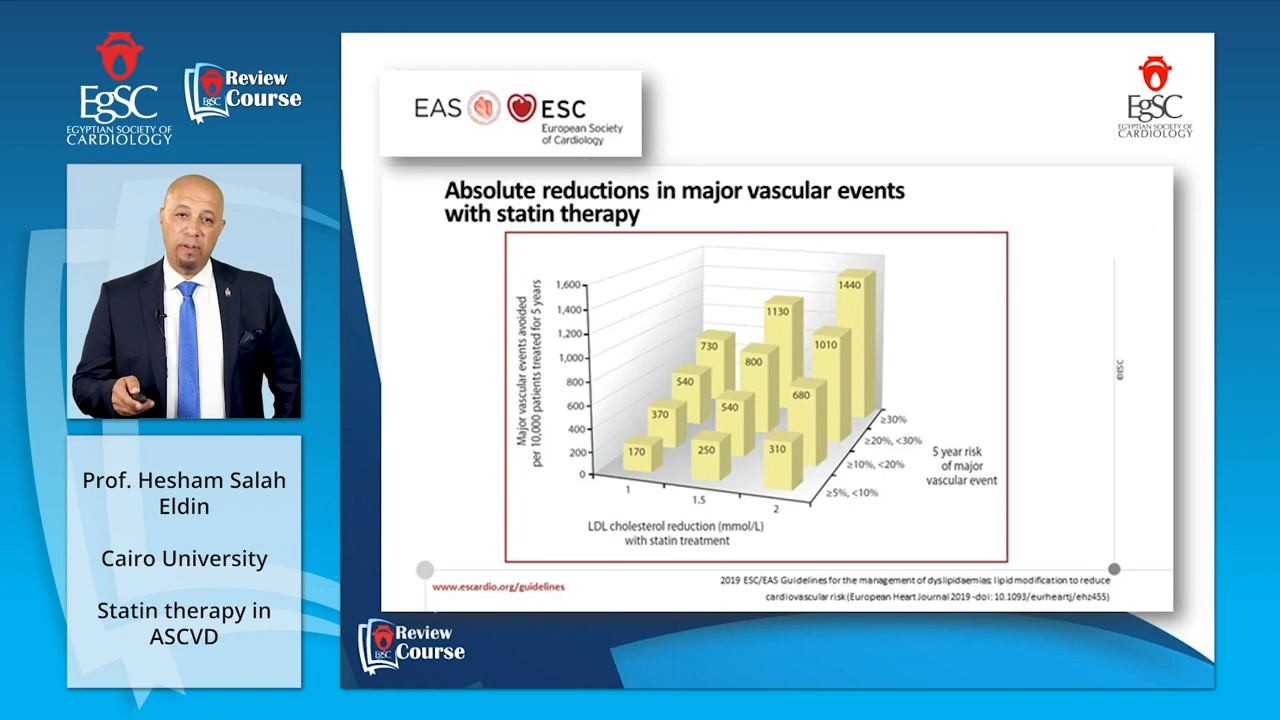 EgSC
EGYPTIAN SOCIETY OF
CARDIOLOGY
EgSC
Review
Course
Prof. Hesham Salah
Eldin
Cairo University
Statin therapy in
ASCVD
EAS
ESC
European Society
of Cardiology
EgSC
EGYPTIAN SOCIETY OF
CARDIOLOGY
Absolute reductions in major vascular events
with statin therapy
Major vascular events avoided
per 10,000 patients treated for 5 years
1,600
1,400
1,200
1,000
800
600
400
200
0
1440
1130
730
1010
800
540
680
540
370
310
250
170
1
1.5
2
≥30%
≥20%, <30%
≥10%, <20%
≥5%, <10%
5 year risk
of major
vascular event
LDL cholesterol reduction (mmol/L)
with statin treatment
©ESC
www.escardio.org/guidelines
2019 ESC/EAS Guidelines for the management of dyslipidaemias: lipid modification to reduce
cardiovascular risk (European Heart Journal 2019 -doi: 10.1093/eurheartj/ehz455)
EgSC
Review
Course